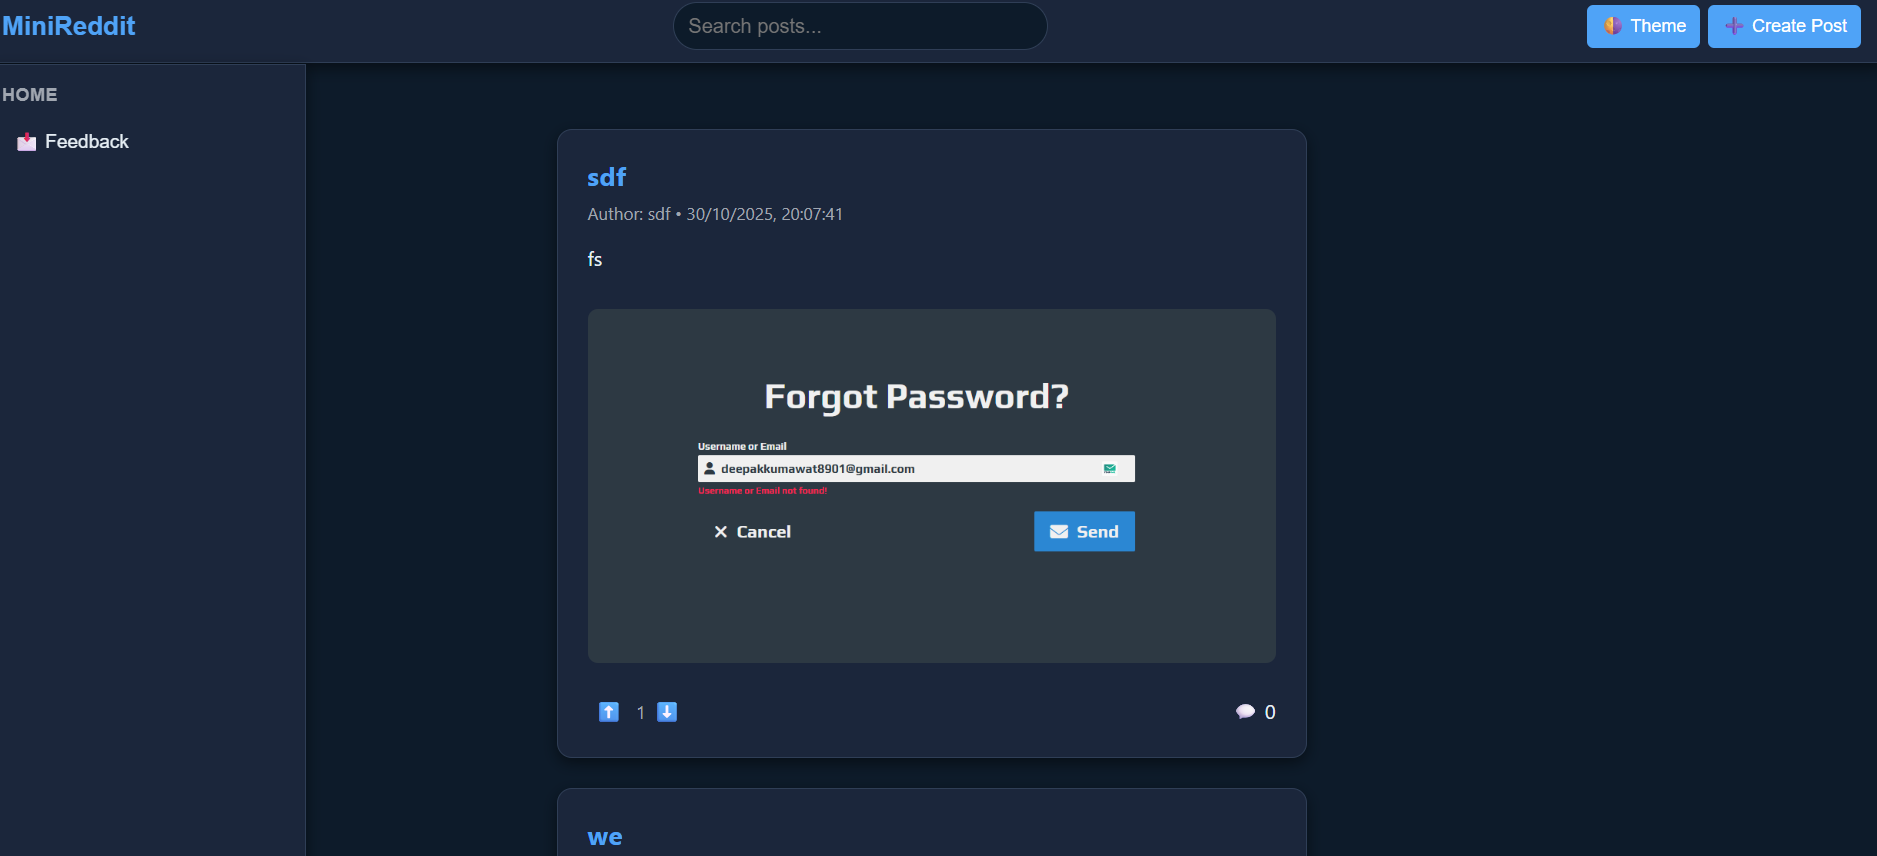 MiniReddit
Search posts...
Theme
Create Post
HOME
Feedback
sdf
Author: sdf • 30/10/2025, 20:07:41
fs
Forgot Password?
Username or Email
deepakkumawat8901@gmail.com
Username or Email not found!
Cancel
Send
1
0
we